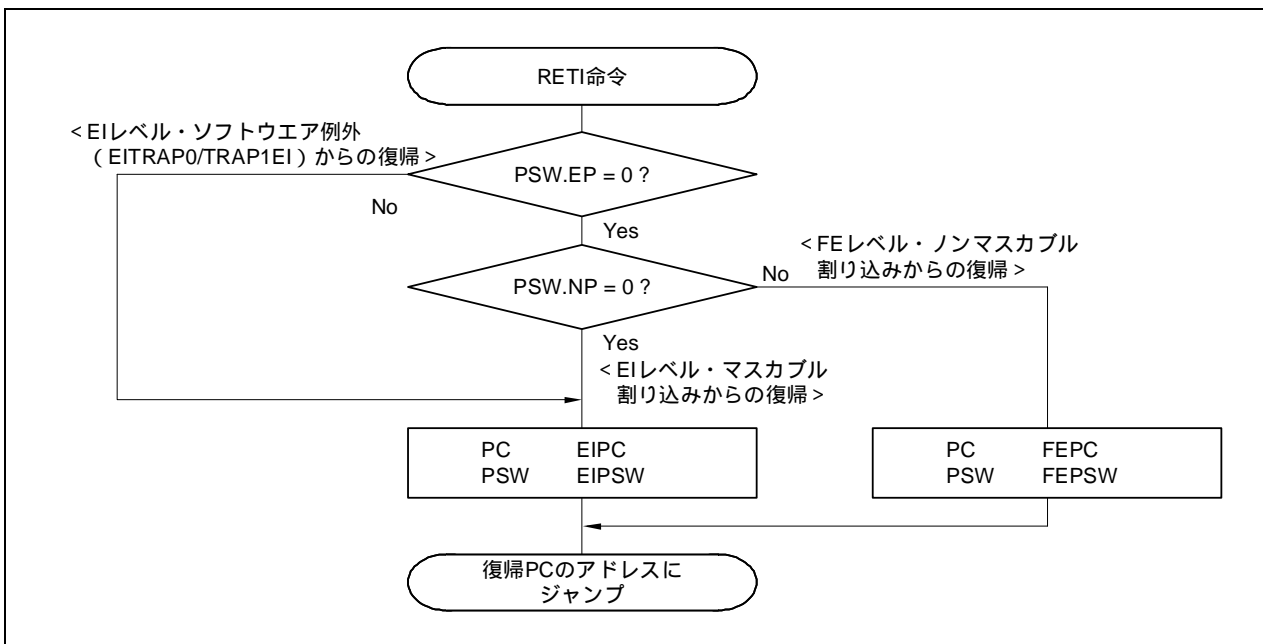 RETI命令
<EIレベル・ソフトウエア例外
(EITRAP0/TRAP1EI)からの復帰>
PSW.EP = 0 ?
No
Yes
<FEレベル・ノンマスカブル
割り込みからの復帰>
PSW.NP = 0 ?
No
Yes
<EIレベル・マスカブル
割り込みからの復帰>
PC EIPC
PSW EIPSW
PC FEPC
PSW FEPSW
復帰PCのアドレスに
ジャンプ